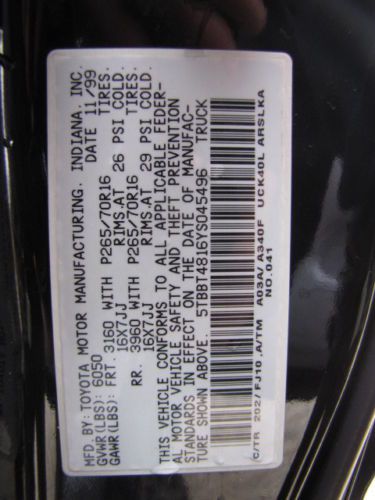 MFD. BY: TOYOTA MOTOR MANUFACTURING, INDIANA, INC.
GVWR(LBS): 6050 11/99
GAWR(LBS): FRT. 3160 WITH P265/70R16 TIRES.
16X7JJ RIMS.AT 26 PSI COLD.
RR. 3960 WITH P265/70R16 TIRES.
16X7JJ RIMS.AT 29 PSI COLD.
THIS VEHICLE CONFORMS TO ALL APPLICABLE FEDER-
AL MOTOR VEHICLE SAFETY AND THEFT PREVENTION
STANDARDS IN EFFECT ON THE DATE OF MANUFAC-
TURE SHOWN ABOVE. 5TBBT4816YS045496 TRUCK
C/TR 202/FJ10 .A/TM A03A/ A340F UCK40L ARSLKA
NO.041